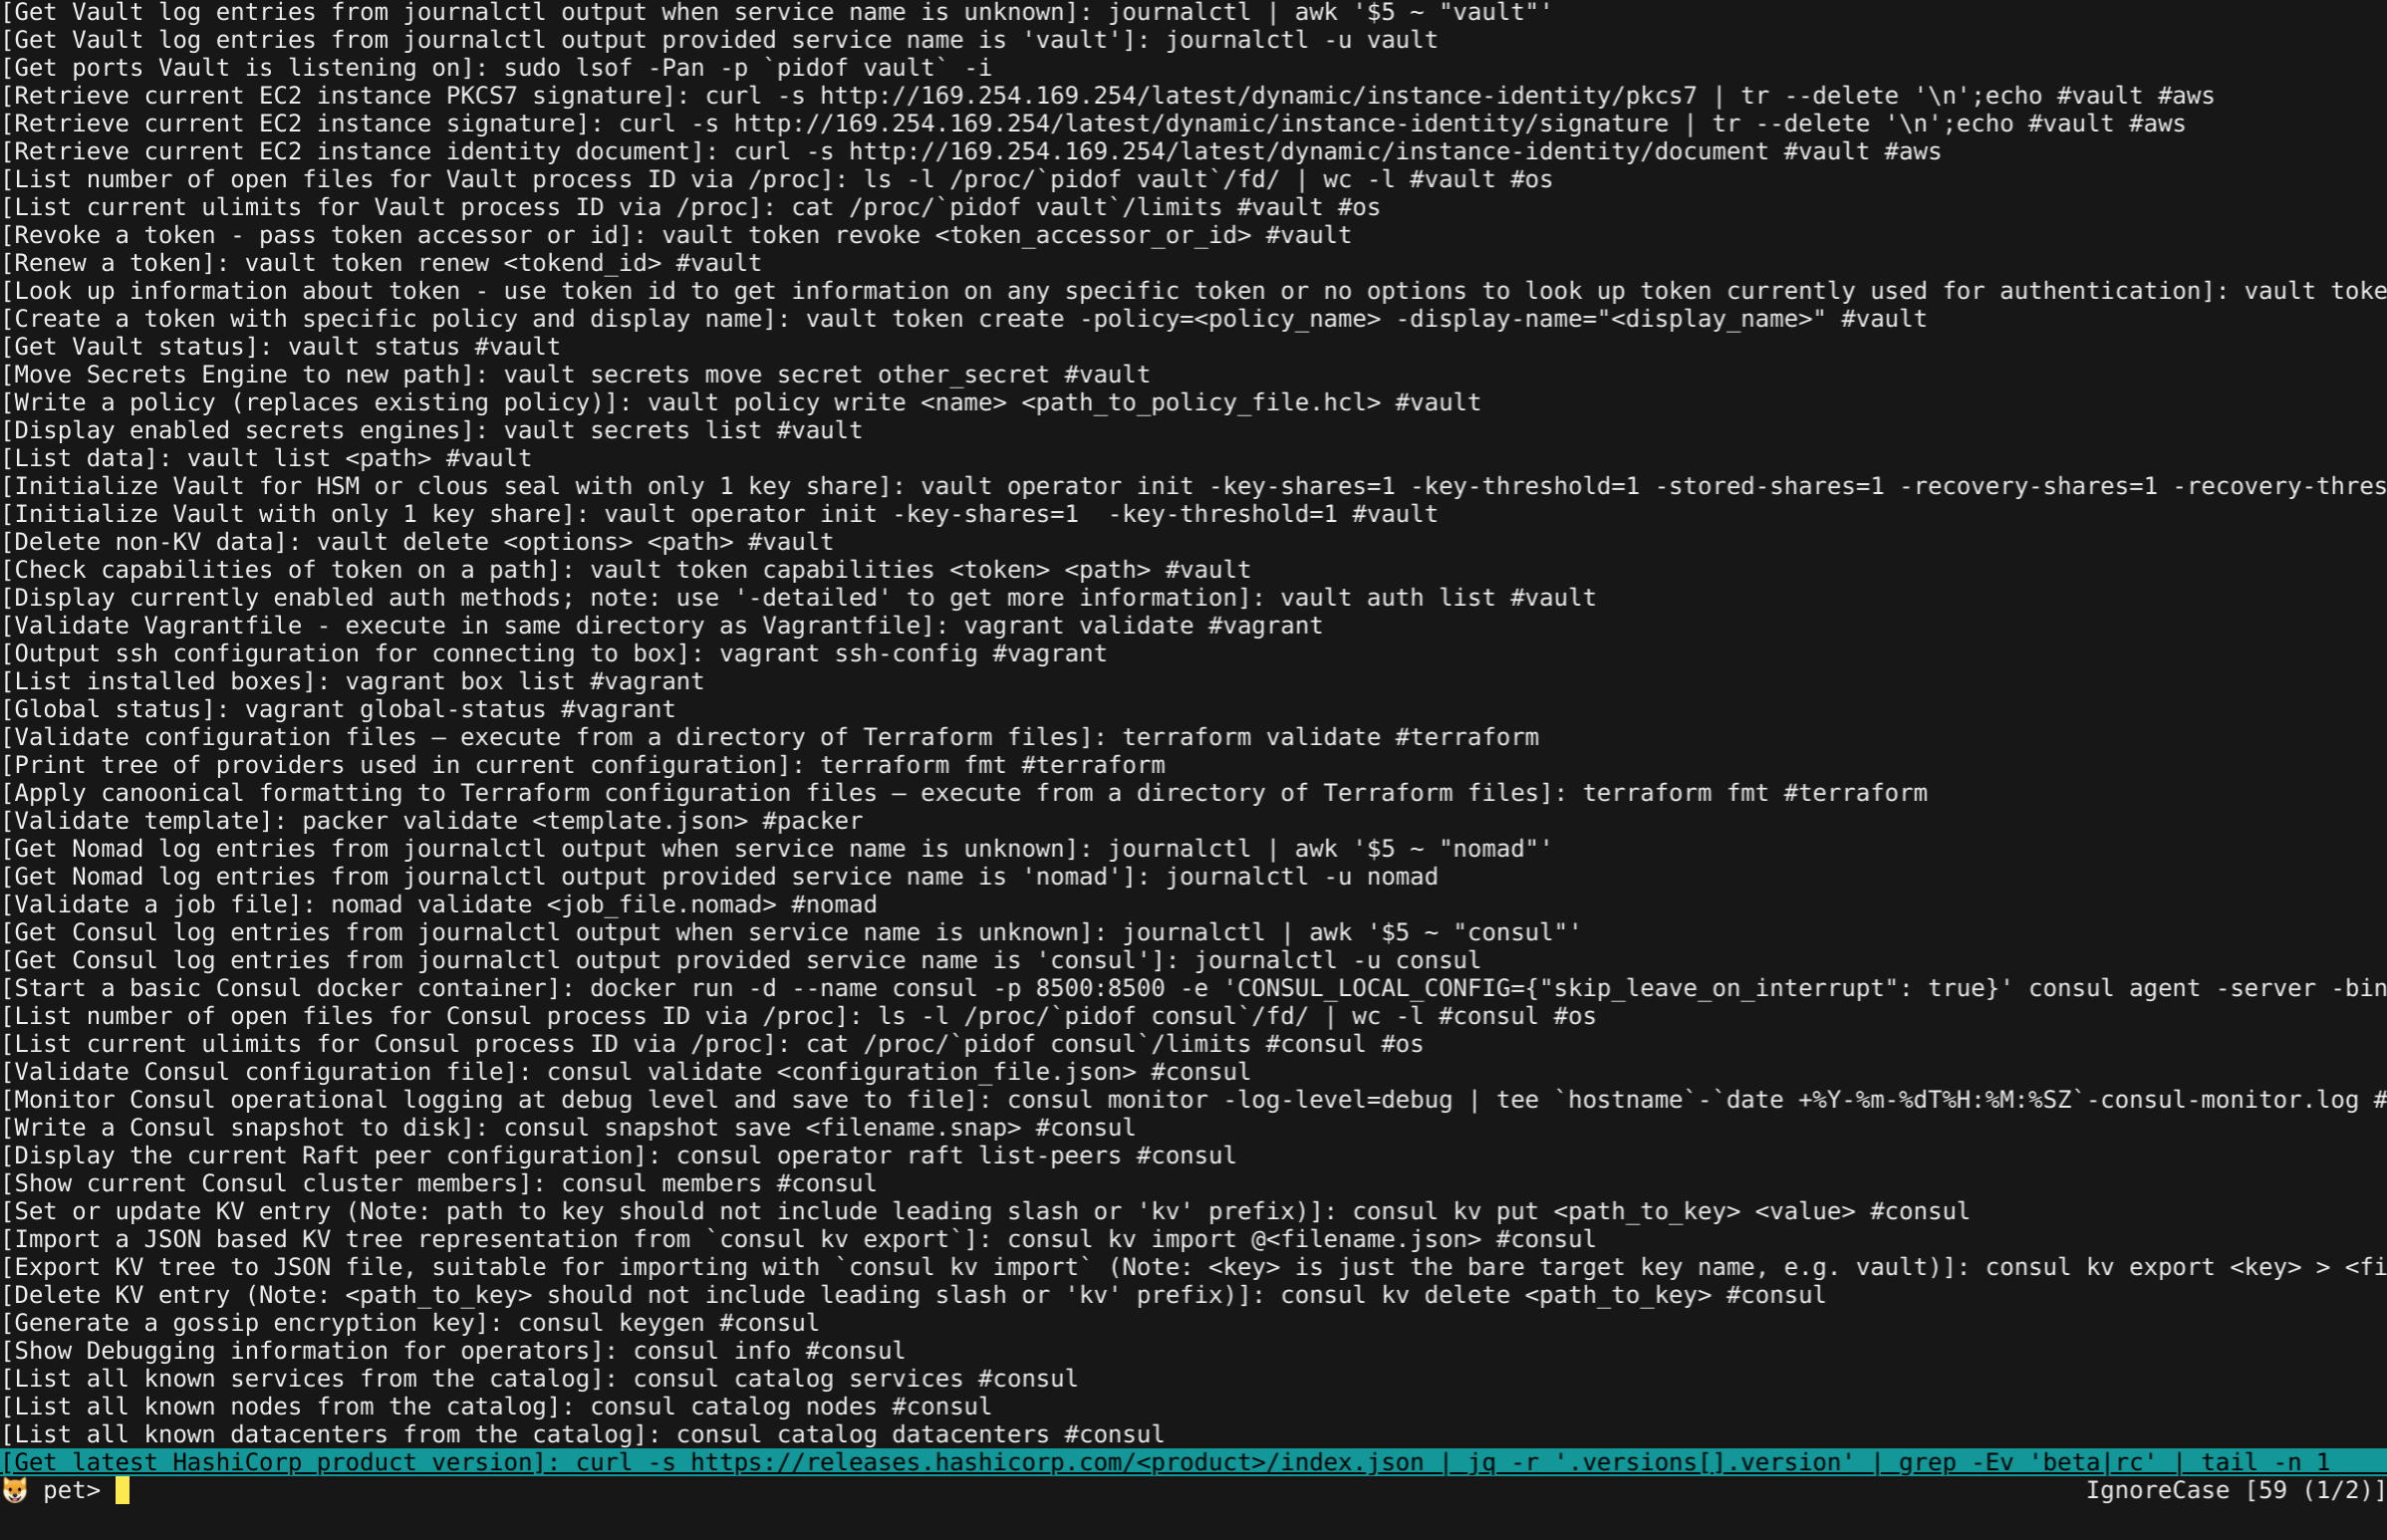 [Get Vault log entries from journalctl output when service name is unknown]: journalctl | awk '$5 ~ "vault"'
[Get Vault log entries from journalctl output provided service name is 'vault']: journalctl -u vault
[Get ports Vault is listening on]: sudo lsof -Pan -p `pidof vault` -i
[Retrieve current EC2 instance PKCS7 signature]: curl -s http://169.254.169.254/latest/dynamic/instance-identity/pkcs7 | tr --delete '\n';echo #vault #aws
[Retrieve current EC2 instance signature]: curl -s http://169.254.169.254/latest/dynamic/instance-identity/signature | tr --delete '\n';echo #vault #aws
[Retrieve current EC2 instance identity document]: curl -s http://169.254.169.254/latest/dynamic/instance-identity/document #vault #aws
[List number of open files for Vault process ID via /proc]: ls -l /proc/`pidof vault`/fd/ | wc -l #vault #os
[List current ulimits for Vault process ID via /proc]: cat /proc/`pidof vault`/limits #vault #os
[Revoke a token - pass token accessor or id]: vault token revoke <token_accessor_or_id> #vault
[Renew a token]: vault token renew <tokend_id> #vault
[Look up information about token - use token id to get information on any specific token or no options to look up token currently used for authentication]: vault toke
[Create a token with specific policy and display name]: vault token create -policy=<policy_name> -display-name="<display_name>" #vault
[Get Vault status]: vault status #vault
[Move Secrets Engine to new path]: vault secrets move secret other_secret #vault
[Write a policy (replaces existing policy)]: vault policy write <name> <path_to_policy_file.hcl> #vault
[Display enabled secrets engines]: vault secrets list #vault
[List data]: vault list <path> #vault
[Initialize Vault for HSM or clous seal with only 1 key share]: vault operator init -key-shares=1 -key-threshold=1 -stored-shares=1 -recovery-shares=1 -recovery-thres
[Initialize Vault with only 1 key share]: vault operator init -key-shares=1  -key-threshold=1 #vault
[Delete non-KV data]: vault delete <options> <path> #vault
[Check capabilities of token on a path]: vault token capabilities <token> <path> #vault
[Display currently enabled auth methods; note: use '-detailed' to get more information]: vault auth list #vault
[Validate Vagrantfile - execute in same directory as Vagrantfile]: vagrant validate #vagrant
[Output ssh configuration for connecting to box]: vagrant ssh-config #vagrant
[List installed boxes]: vagrant box list #vagrant
[Global status]: vagrant global-status #vagrant
[Validate configuration files — execute from a directory of Terraform files]: terraform validate #terraform
[Print tree of providers used in current configuration]: terraform fmt #terraform
[Apply canoonical formatting to Terraform configuration files — execute from a directory of Terraform files]: terraform fmt #terraform
[Validate template]: packer validate <template.json> #packer
[Get Nomad log entries from journalctl output when service name is unknown]: journalctl | awk '$5 ~ "nomad"'
[Get Nomad log entries from journalctl output provided service name is 'nomad']: journalctl -u nomad
[Validate a job file]: nomad validate <job_file.nomad> #nomad
[Get Consul log entries from journalctl output when service name is unknown]: journalctl | awk '$5 ~ "consul"'
[Get Consul log entries from journalctl output provided service name is 'consul']: journalctl -u consul
[Start a basic Consul docker container]: docker run -d --name consul -p 8500:8500 -e 'CONSUL_LOCAL_CONFIG={"skip_leave_on_interrupt": true}' consul agent -server -bin
[List number of open files for Consul process ID via /proc]: ls -l /proc/`pidof consul`/fd/ | wc -l #consul #os
[List current ulimits for Consul process ID via /proc]: cat /proc/`pidof consul`/limits #consul #os
[Validate Consul configuration file]: consul validate <configuration_file.json> #consul
[Monitor Consul operational logging at debug level and save to file]: consul monitor -log-level=debug | tee `hostname`-`date +%Y-%m-%dT%H:%M:%SZ`-consul-monitor.log #
[Write a Consul snapshot to disk]: consul snapshot save <filename.snap> #consul
[Display the current Raft peer configuration]: consul operator raft list-peers #consul
[Show current Consul cluster members]: consul members #consul
[Set or update KV entry (Note: path to key should not include leading slash or 'kv' prefix)]: consul kv put <path_to_key> <value> #consul
[Import a JSON based KV tree representation from `consul kv export`]: consul kv import @<filename.json> #consul
[Export KV tree to JSON file, suitable for importing with `consul kv import` (Note: <key> is just the bare target key name, e.g. vault)]: consul kv export <key> > <fi
[Delete KV entry (Note: <path_to_key> should not include leading slash or 'kv' prefix)]: consul kv delete <path_to_key> #consul
[Generate a gossip encryption key]: consul keygen #consul
[Show Debugging information for operators]: consul info #consul
[List all known services from the catalog]: consul catalog services #consul
[List all known nodes from the catalog]: consul catalog nodes #consul
[List all known datacenters from the catalog]: consul catalog datacenters #consul
[Get latest HashiCorp product version]: curl -s https://releases.hashicorp.com/<product>/index.json | jq -r '.versions[].version' | grep -Ev 'beta|rc' | tail -n 1
🐶 pet> IgnoreCase [59 (1/2)]